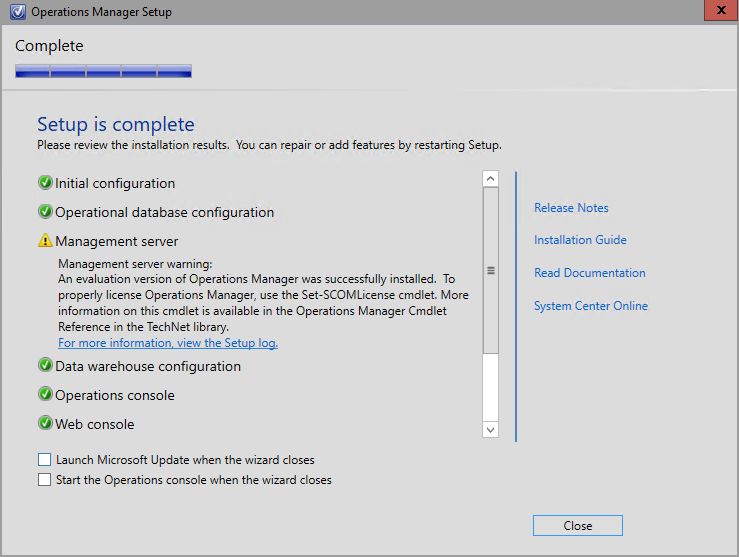 Operations Manager Setup
Complete
Setup is complete
Please review the installation results.  You can repair or add features by restarting Setup.
Initial configuration
Operational database configuration
Management server
Management server warning:
An evaluation version of Operations Manager was successfully installed.  To
properly license Operations Manager, use the Set-SCOMLicense cmdlet. More
information on this cmdlet is available in the Operations Manager Cmdlet
Reference in the TechNet library.
For more information, view the Setup log.
Data warehouse configuration
Operations console
Web console
Release Notes
Installation Guide
Read Documentation
System Center Online
Launch Microsoft Update when the wizard closes
Start the Operations console when the wizard closes
Close